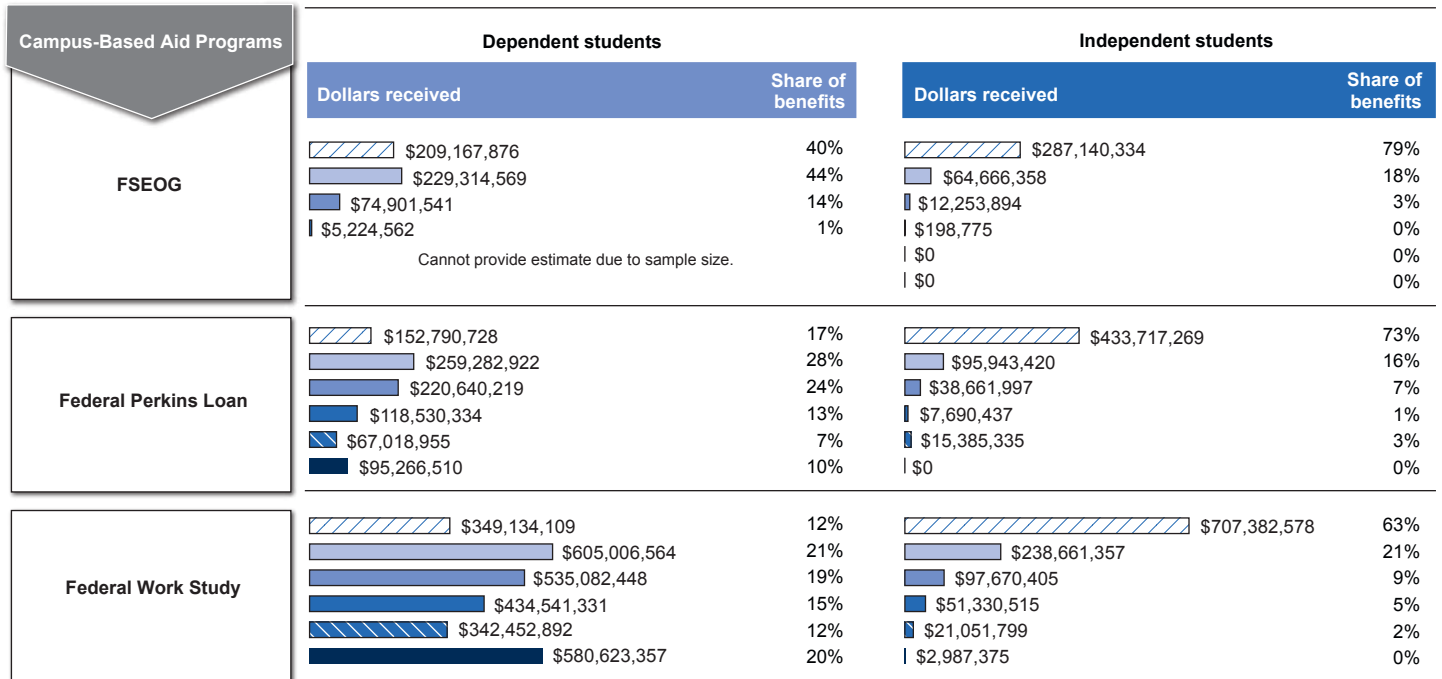 Campus-Based Aid Programs
Dependent students
Independent students
Dollars received
Share of
benefits
Dollars received
Share of
benefits
FSEOG
$209,167,876 40%
$229,314,569 44%
$74,901,541 14%
$5,224,562 1%
Cannot provide estimate due to sample size.
$287,140,334 79%
$64,666,358 18%
$12,253,894 3%
$198,775 0%
$0 0%
$0 0%
Federal Perkins Loan
$152,790,728 17%
$259,282,922 28%
$220,640,219 24%
$118,530,334 13%
$67,018,955 7%
$95,266,510 10%
$433,717,269 73%
$95,943,420 16%
$38,661,997 7%
$7,690,437 1%
$15,385,335 3%
$0 0%
Federal Work Study
$349,134,109 12%
$605,006,564 21%
$535,082,448 19%
$434,541,331 15%
$342,452,892 12%
$580,623,357 20%
$707,382,578 63%
$238,661,357 21%
$97,670,405 9%
$51,330,515 5%
$21,051,799 2%
$2,987,375 0%